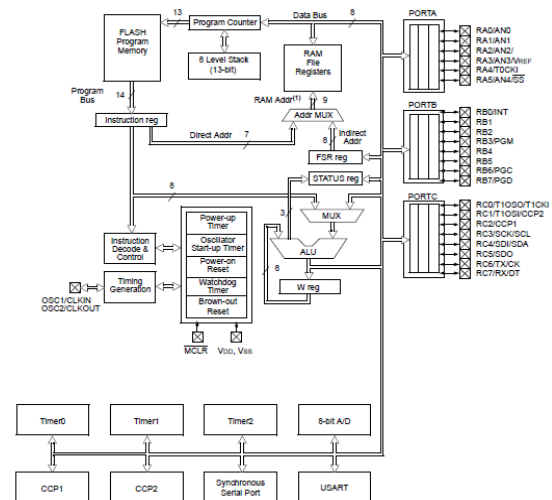 13
Program Counter
Data Bus
8
PORTA
FLASH
Program
Memory
8 Level Stack
(13-bit)
RAM
File
Registers
RA0/AN0
RA1/AN1
RA2/AN2/
RA3/AN3/VREF
RA4/T0CKI
RA5/AN4/SS
Program
Bus
14
RAM Addr(1)
9
PORTB
Instruction reg
Addr MUX
Direct Addr
7
8
Indirect
Addr
FSR reg
RB0/INT
RB1
RB2
RB3/PGM
RB4
RB5
RB6/PGC
RB7/PGD
STATUS reg
8
3
MUX
PORTC
RC0/T1OSO/T1CKI
RC1/T1OSI/CCP2
RC2/CCP1
RC3/SCK/SCL
RC4/SDI/SDA
RC5/SDO
RC6/TX/CK
RC7/RX/DT
Instruction
Decode &
Control
Power-up
Timer
Oscillator
Start-up Timer
Power-on
Reset
Watchdog
Timer
Brown-out
Reset
ALU
8
W reg
Timing
Generation
OSC1/CLKIN
OSC2/CLKOUT
MCLR
VDD, VSS
Timer0
Timer1
Timer2
8-bit A/D
CCP1
CCP2
Synchronous
Serial Port
USART